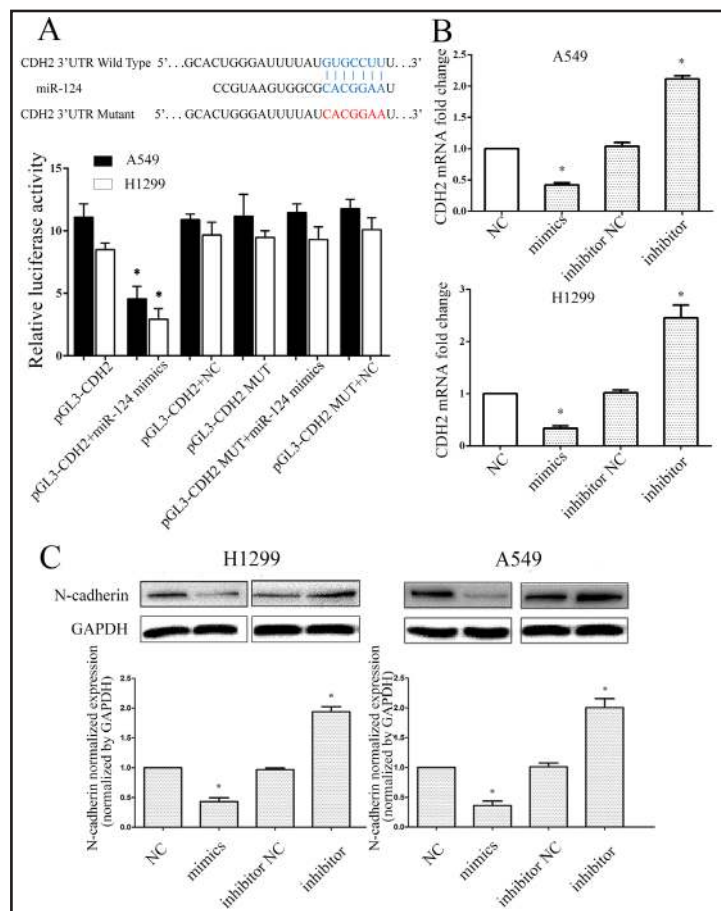 A
CDH2 3’UTR Wild Type 5’...GCACUGGGAUUUUAUGUGCCUUU...3’
miR-124 CCGUAAGUGGCGCACGGAAU
CDH2 3’UTR Mutant 5’...GCACUGGGAUUUUAUCACGGAAU...3’
Relative luciferase activity
15
10
5
0
A549
H1299
*
*
pGL3-CDH2
pGL3-CDH2+miR-124 mimics
pGL3-CDH2+NC
pGL3-CDH2 MUT
pGL3-CDH2 MUT+miR-124 mimics
pGL3-CDH2 MUT+NC
B
A549
CDH2 mRNA fold change
2.5
2.0
1.5
1.0
0.5
0.0
*
*
NC
mimics
inhibitor NC
inhibitor
H1299
CDH2 mRNA fold change
3
2
1
0
*
*
NC
mimics
inhibitor NC
inhibitor
C
H1299
A549
N-cadherin
GAPDH
N-cadherin normalized expression
(normalized by GAPDH)
2.0
1.5
1.0
0.5
0.0
*
*
NC
mimics
inhibitor NC
inhibitor
N-cadherin normalized expression
(normalized by GAPDH)
2.0
1.5
1.0
0.5
0.0
*
*
NC
mimics
inhibitor NC
inhibitor